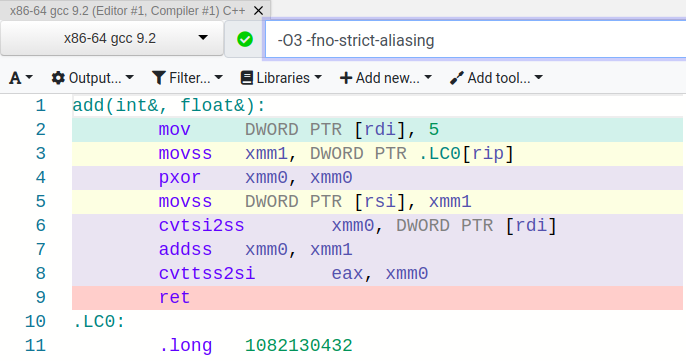 x86-64 gcc 9.2 (Editor #1, Compiler #1) C++ ✕
x86-64 gcc 9.2 -O3 -fno-strict-aliasing
A Output... Filter... Libraries + Add new... Add tool...
1 add(int&, float&):
2 mov DWORD PTR [rdi], 5
3 movss xmm1, DWORD PTR .LC0[rip]
4 pxor xmm0, xmm0
5 movss DWORD PTR [rsi], xmm1
6 cvtsi2ss xmm0, DWORD PTR [rdi]
7 addss xmm0, xmm1
8 cvttss2si eax, xmm0
9 ret
10 .LC0:
11 .long 1082130432